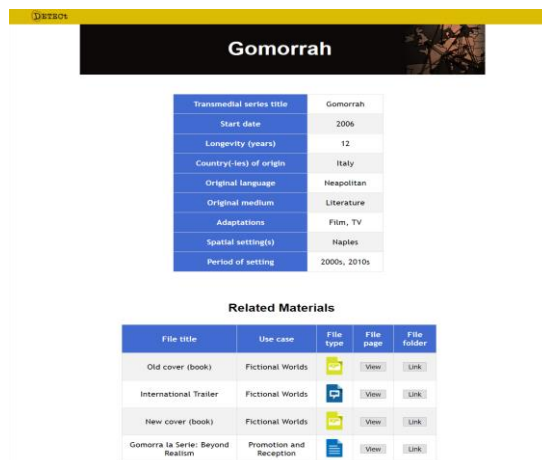 DETECt
Gomorrah
Transmedial series title Gomorrah
Start date 2006
Longevity (years) 12
Country(-ies) of origin Italy
Original language Neapolitan
Original medium Literature
Adaptations Film, TV
Spatial setting(s) Naples
Period of setting 2000s, 2010s
Related Materials
File title Use case File type File page File folder
Old cover (book) Fictional Worlds View Link
International Trailer Fictional Worlds View Link
New cover (book) Fictional Worlds View Link
Gomorra la Serie: Beyond Realism Promotion and Reception View Link